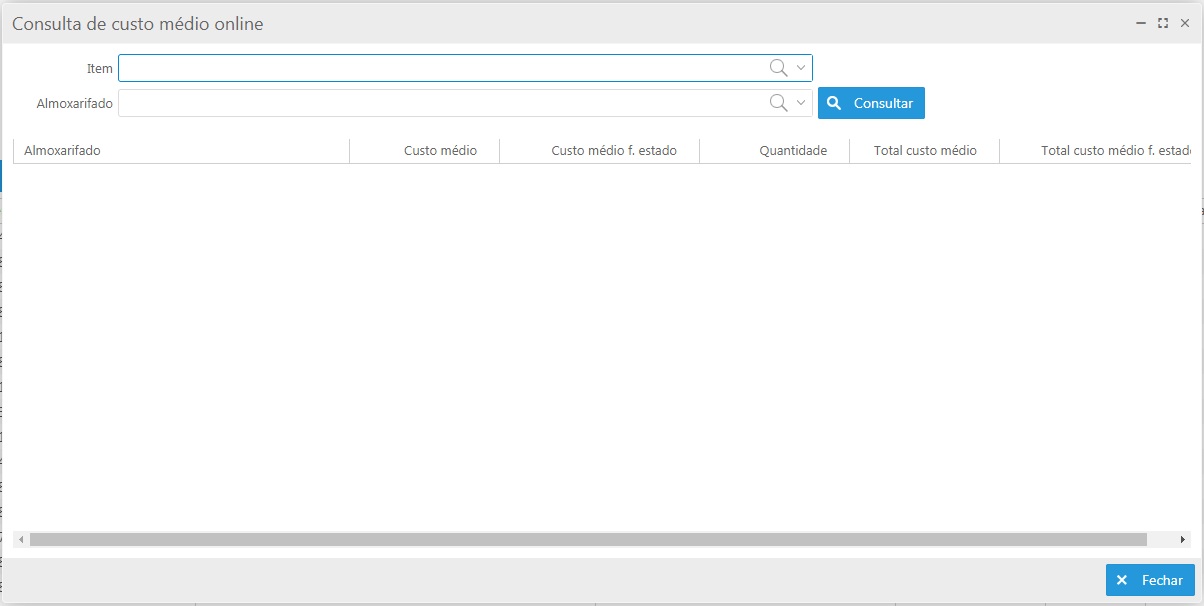 Consulta de custo médio online
Item
Almoxarifado
Consultar
Almoxarifado Custo médio Custo médio f. estado Quantidade Total custo médio Total custo médio f. estado
Fechar